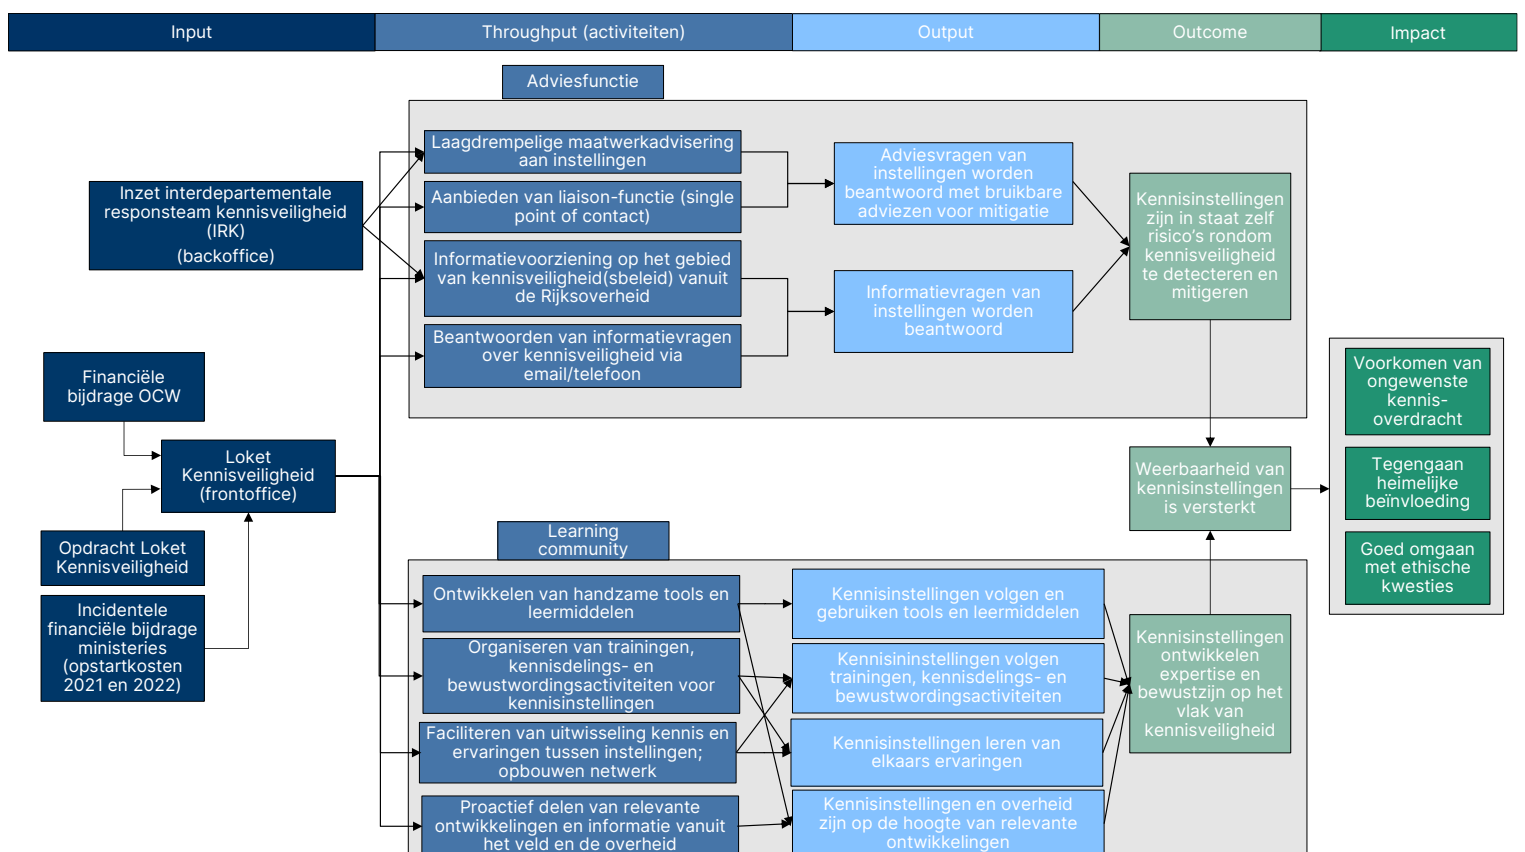 Input
Throughput (activiteiten)
Output
Outcome
Impact
Adviesfunctie
Inzet interdepartementale
responsteam kennisveiligheid
(IRK)
(backoffice)
Financiële
bijdrage OCW
Loket
Kennisveiligheid
(frontoffice)
Opdracht Loket
Kennisveiligheid
Incidentele
financiële bijdrage
ministeries
(opstartkosten
2021 en 2022)
Laagdrempelige maatwerkadvisering
aan instellingen
Aanbieden van liaison-functie (single
point of contact)
Informatievoorziening op het gebied
van kennisveiligheid(sbeleid) vanuit
de Rijksoverheid
Beantwoorden van informatievragen
over kennisveiligheid via
email/telefoon
Adviesvragen van
instellingen worden
beantwoord met bruikbare
adviezen voor mitigatie
Informatievragen van
instellingen worden
beantwoord
Kennisinstellingen
zijn in staat zelf
risico’s rondom
kennisveiligheid
te detecteren en
mitigeren
Learning
community
Ontwikkelen van handzame tools en
leermiddelen
Organiseren van trainingen,
kennisdelings- en
bewustwordingsactiviteiten voor
kennisinstellingen
Faciliteren van uitwisseling kennis en
ervaringen tussen instellingen;
opbouwen netwerk
Proactief delen van relevante
ontwikkelingen en informatie vanuit
het veld en de overheid
Kennisinstellingen volgen en
gebruiken tools en leermiddelen
Kennisininstellingen volgen
trainingen, kennisdelings- en
bewustwordingsactiviteiten
Kennisinstellingen leren van
elkaars ervaringen
Kennisinstellingen en overheid
zijn op de hoogte van relevante
ontwikkelingen
Weerbaarheid van
kennisinstellingen
is versterkt
Kennisinstellingen
ontwikkelen
expertise en
bewustzijn op het
vlak van
kennisveiligheid
Voorkomen van
ongewenste
kennis-
overdracht
Tegengaan
heimelijke
beïnvloeding
Goed omgaan
met ethische
kwesties